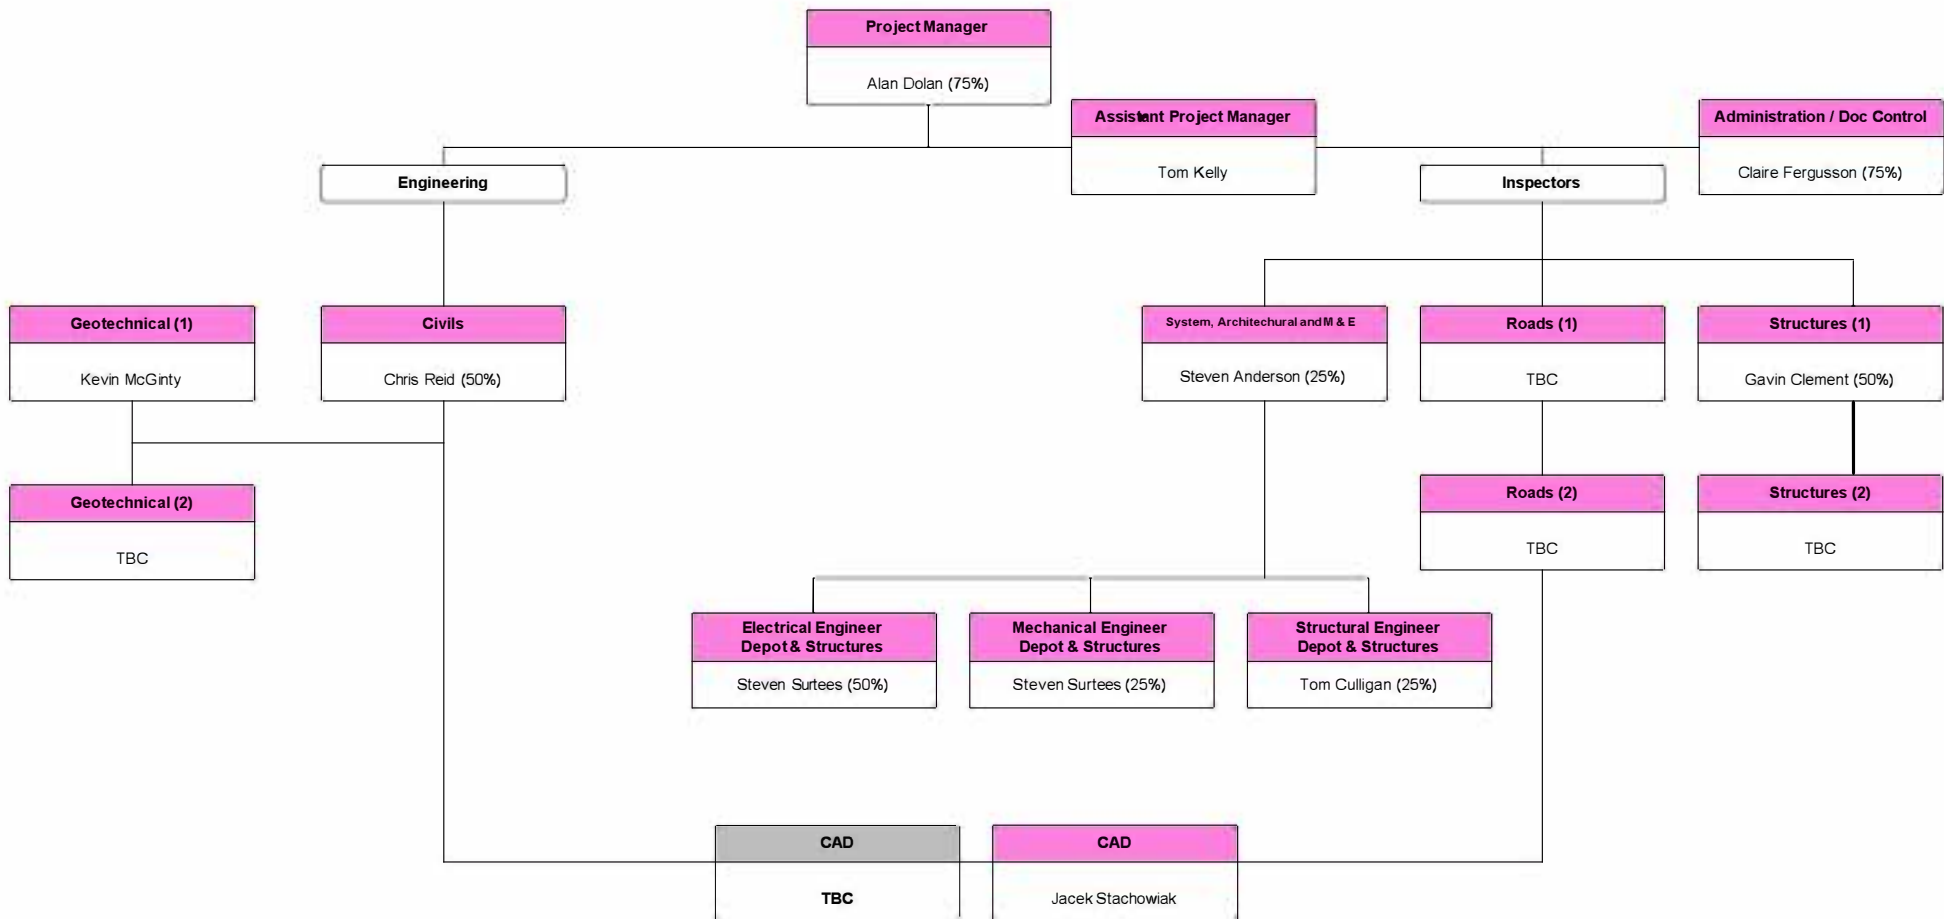 Project Manager
Alan Dolan (75%)
Assistant Project Manager
Tom Kelly
Administration / Doc Control
Claire Fergusson (75%)
Engineering
Inspectors
Geotechnical (1)
Kevin McGinty
Civils
Chris Reid (50%)
System, Architechural and M & E
Steven Anderson (25%)
Roads (1)
TBC
Structures (1)
Gavin Clement (50%)
Geotechnical (2)
TBC
Roads (2)
TBC
Structures (2)
TBC
Electrical Engineer
Depot & Structures
Steven Surtees (50%)
Mechanical Engineer
Depot & Structures
Steven Surtees (25%)
Structural Engineer
Depot & Structures
Tom Culligan (25%)
CAD
TBC
CAD
Jacek Stachowiak